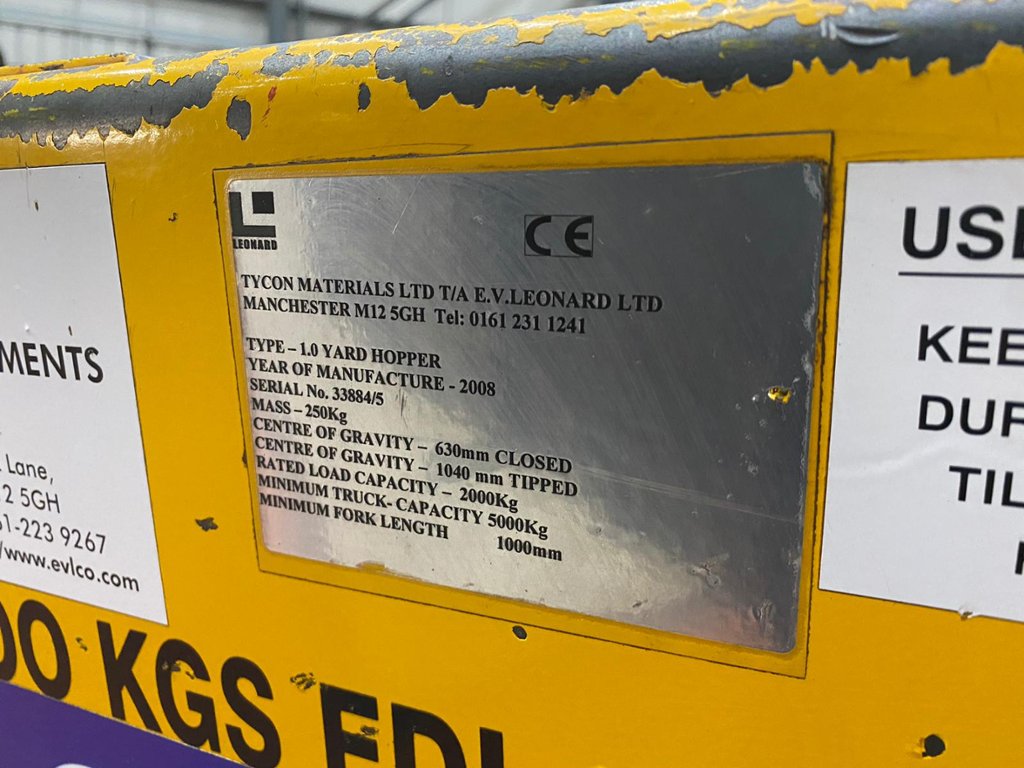 MENTS
Lane,
2 5GH
1-223 9267
/www.evlco.com
LEONARD
CE
TYCON MATERIALS LTD T/A E.V.LEONARD LTD
MANCHESTER M12 5GH Tel: 0161 231 1241
TYPE – 1.0 YARD HOPPER
YEAR OF MANUFACTURE - 2008
SERIAL No. 33884/5
MASS – 250Kg
CENTRE OF GRAVITY – 630mm CLOSED
CENTRE OF GRAVITY – 1040 mm TIPPED
RATED LOAD CAPACITY – 2000Kg
MINIMUM TRUCK- CAPACITY 5000Kg
MINIMUM FORK LENGTH 1000mm
USE
KEE
DUR
TIL
00 KGS